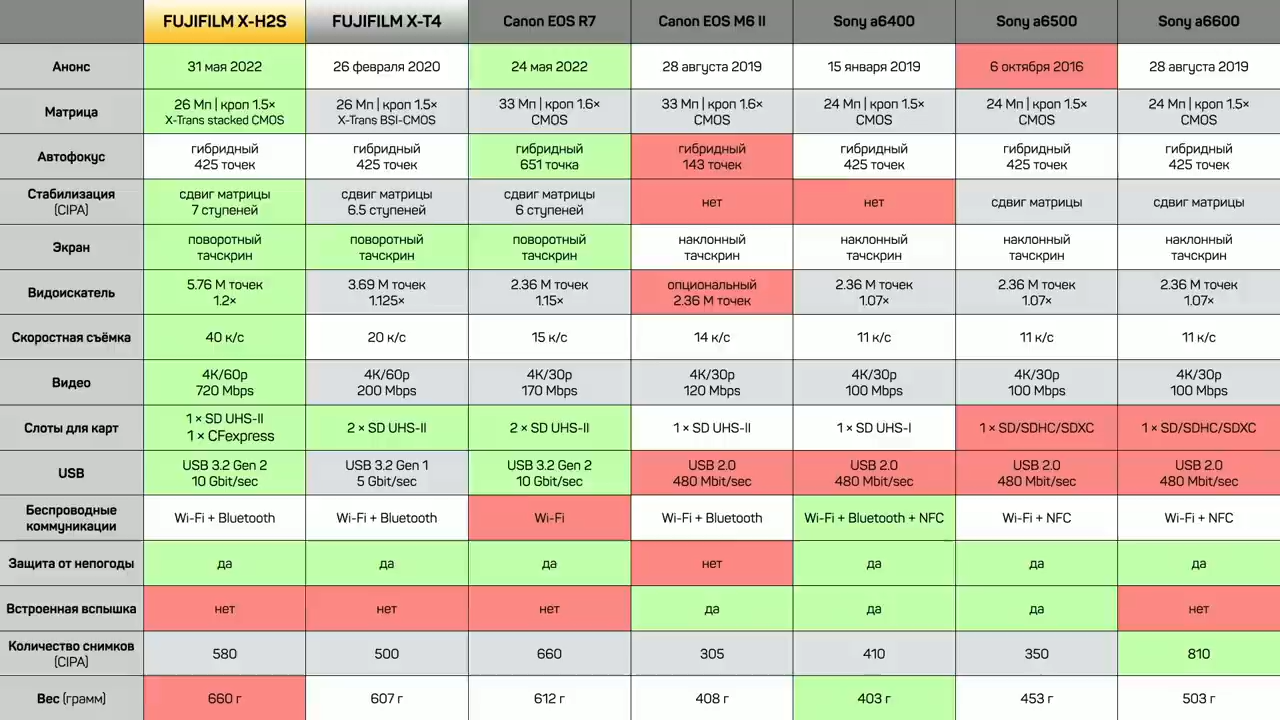 FUJIFILM X-H2S FUJIFILM X-T4 Canon EOS R7 Canon EOS M6 II Sony a6400 Sony a6500 Sony a6600
Анонс 31 мая 2022 26 февраля 2020 24 мая 2022 28 августа 2019 15 января 2019 6 октября 2016 28 августа 2019
Матрица 26 Мп | кроп 1.5× 26 Мп | кроп 1.5× 33 Мп | кроп 1.6× 33 Мп | кроп 1.6× 24 Мп | кроп 1.5× 24 Мп | кроп 1.5× 24 Мп | кроп 1.5×
X-Trans stacked CMOS X-Trans BSI-CMOS CMOS CMOS CMOS CMOS CMOS
Автофокус гибридный гибридный гибридный гибридный гибридный гибридный гибридный
425 точек 425 точек 651 точка 143 точек 425 точек 425 точек 425 точек
Стабилизация сдвиг матрицы сдвиг матрицы сдвиг матрицы нет нет сдвиг матрицы сдвиг матрицы
(CIPA) 7 ступеней 6.5 ступеней 6 ступеней
Экран поворотный поворотный поворотный наклонный наклонный наклонный наклонный
тачскрин тачскрин тачскрин тачскрин тачскрин тачскрин тачскрин
Видоискатель 5.76 М точек 3.69 М точек 2.36 М точек опциональный 2.36 М точек 2.36 М точек 2.36 М точек
1.2× 1.125× 1.15× 2.36 М точек 1.07× 1.07× 1.07×
Скоростная съёмка 40 к/с 20 к/с 15 к/с 14 к/с 11 к/с 11 к/с 11 к/с
Видео 4K/60p 4K/60p 4K/30p 4K/30p 4K/30p 4K/30p 4K/30p
720 Mbps 200 Mbps 170 Mbps 120 Mbps 100 Mbps 100 Mbps 100 Mbps
Слоты для карт 1 × SD UHS-II 2 × SD UHS-II 2 × SD UHS-II 1 × SD UHS-II 1 × SD UHS-I 1 × SD/SDHC/SDXC 1 × SD/SDHC/SDXC
1 × CFexpress
USB USB 3.2 Gen 2 USB 3.2 Gen 1 USB 3.2 Gen 2 USB 2.0 USB 2.0 USB 2.0 USB 2.0
10 Gbit/sec 5 Gbit/sec 10 Gbit/sec 480 Mbit/sec 480 Mbit/sec 480 Mbit/sec 480 Mbit/sec
Беспроводные
коммуникации Wi-Fi + Bluetooth Wi-Fi + Bluetooth Wi-Fi Wi-Fi + Bluetooth Wi-Fi + Bluetooth + NFC Wi-Fi + NFC Wi-Fi + NFC
Защита от непогоды да да да нет да да да
Встроенная вспышка нет нет нет да да да нет
Количество снимков
(CIPA) 580 500 660 305 410 350 810
Вес (грамм) 660 г 607 г 612 г 408 г 403 г 453 г 503 г